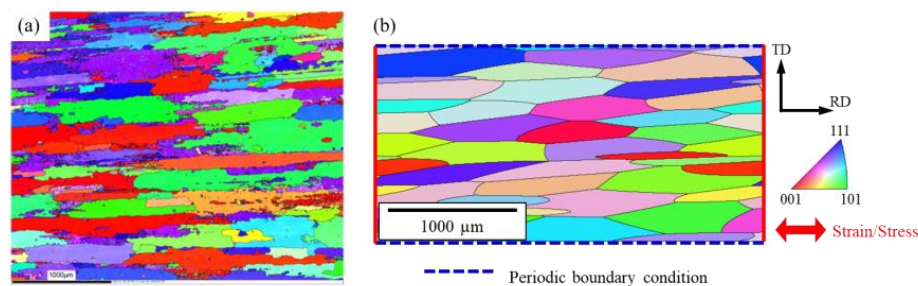 (a)
1000μm
(b)
TD
RD
111
001
101
1000 μm
Strain/Stress
Periodic boundary condition